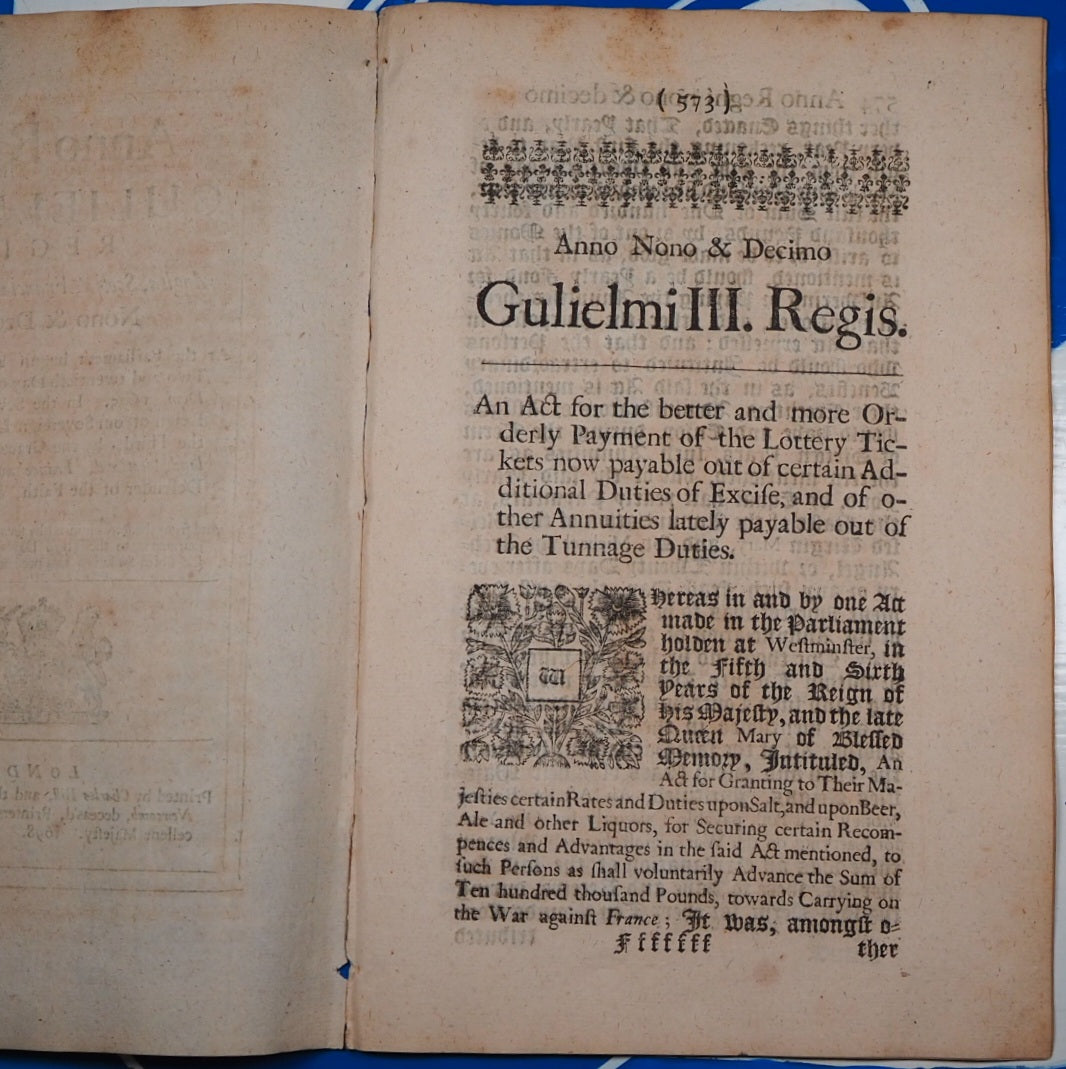 ( 573 )
Anno Nono & Decimo
Gulielmi III. Regis.
An Act for the better and more Or-
derly Payment of the Lottery Tic-
kets now payable out of certain Ad-
ditional Duties of Exciſe, and of o-
ther Annuities lately payable out of
the Tunnage Duties.
Whereas in and by one Act
made in the Parliament
holden at Weſtminſter, in
the Fifth and Sixth
Years of the Reign of
His Majeſty, and the late
Queen Mary of Bleſſed
Memory, Intituled, An
Act for Granting to Their Ma-
jeſties certain Rates and Duties upon Salt, and upon Beer,
Ale and other Liquors, for Securing certain Recom-
pences and Advantages in the ſaid Act mentioned, to
ſuch Perſons as ſhall voluntarily Advance the Sum of
Ten hundred thouſand Pounds, towards Carrying on
the War againſt France; It was, amongſt o-
F f f f f f f
ther